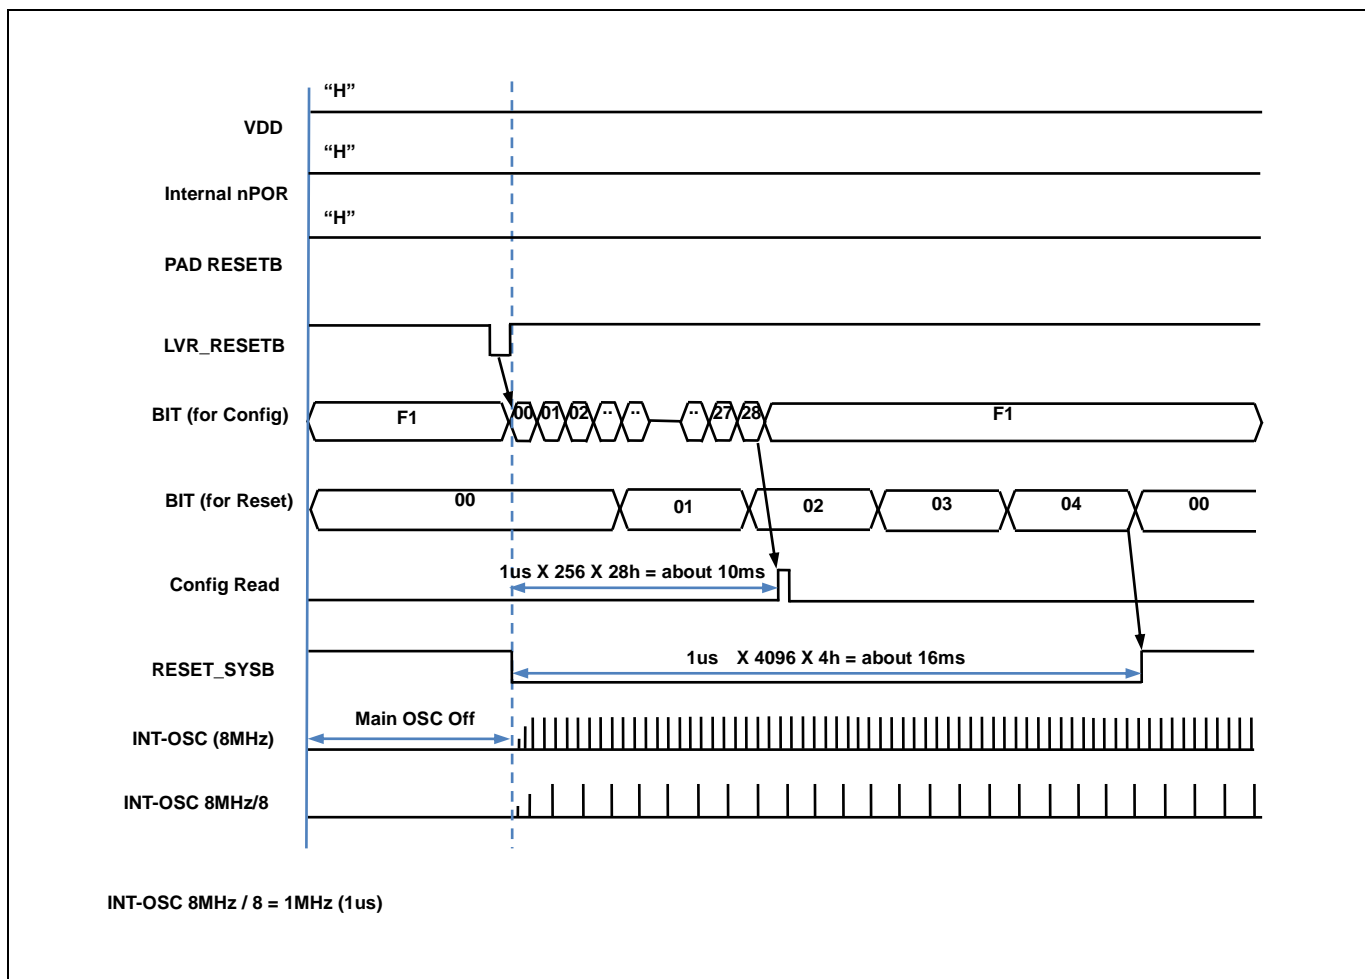 “H”
VDD
“H”
Internal nPOR
“H”
PAD RESETB
LVR_RESETB
BIT (for Config) F1 00 01 02 .. .. .. 27 28 F1
BIT (for Reset) 00 01 02 03 04 00
1us X 256 X 28h = about 10ms
Config Read
1us X 4096 X 4h = about 16ms
RESET_SYSB
Main OSC Off
INT-OSC (8MHz)
INT-OSC 8MHz/8
INT-OSC 8MHz / 8 = 1MHz (1us)